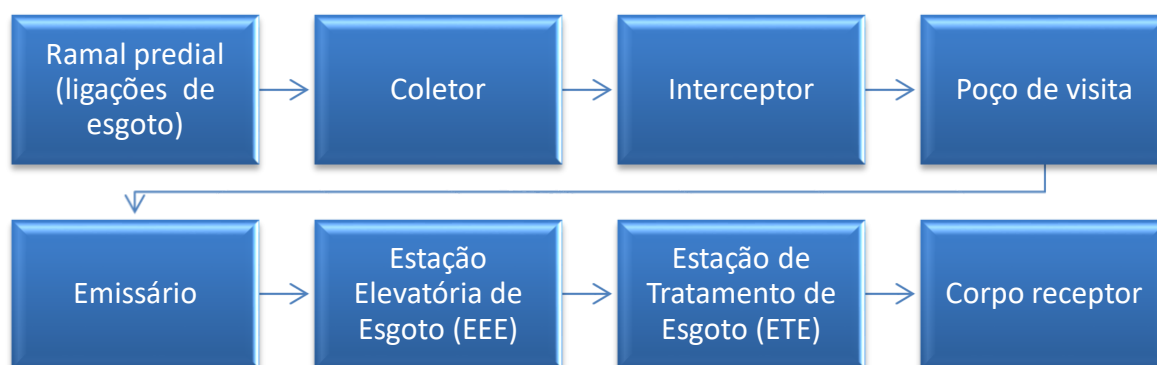 Ramal predial
(ligações de
esgoto)
Coletor
Interceptor
Poço de visita
Emissário
Estação
Elevatória de
Esgoto (EEE)
Estação de
Tratamento de
Esgoto (ETE)
Corpo receptor